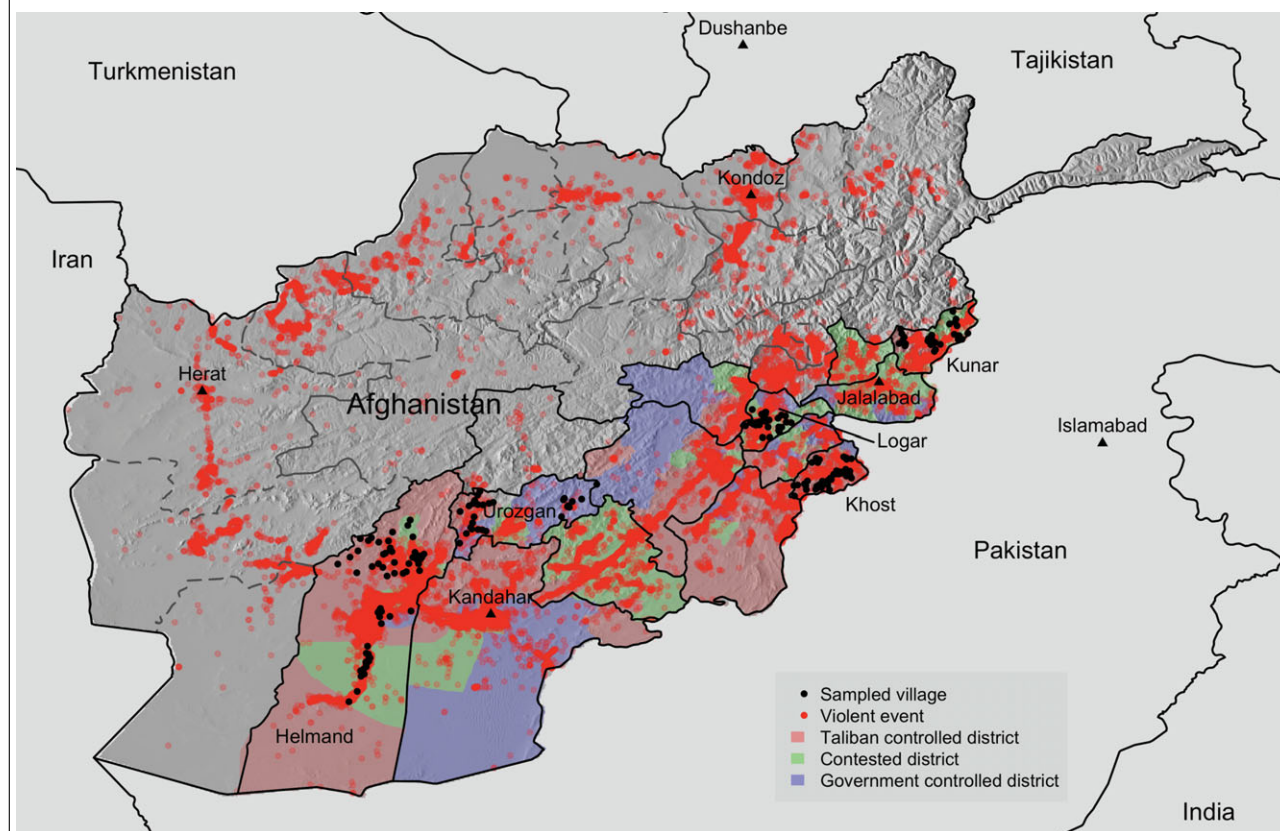 Dushanbe
Turkmenistan
Tajikistan
Kondoz
Iran
Herat
Afghanistan
Kunar
Jalalabad
Logar
Islamabad
Khost
Urozgan
Pakistan
Kandahar
Helmand
Sampled village
Violent event
Taliban controlled district
Contested district
Government controlled district
India